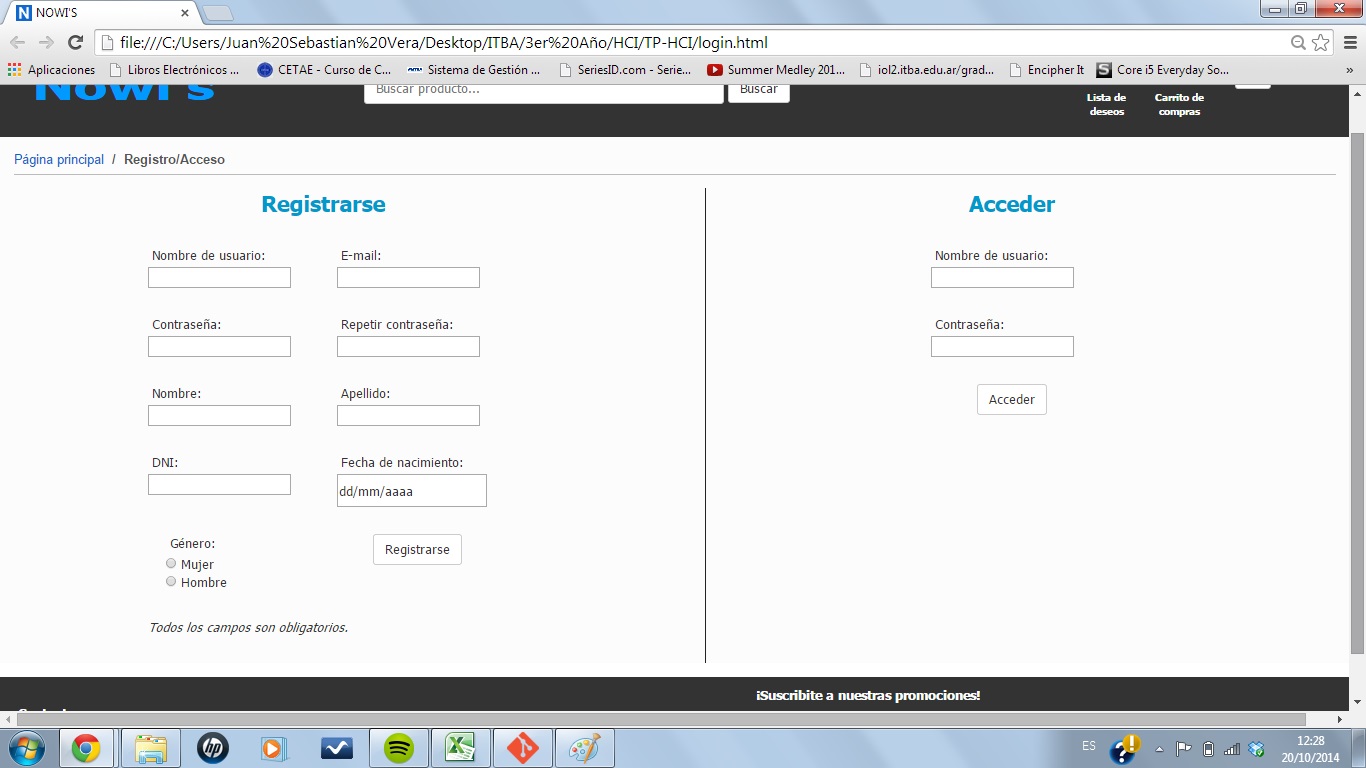 NOWI'S
file:///C:/Users/Juan%20Sebastian%20Vera/Desktop/ITBA/3er%20Año/HCI/TP-HCI/login.html
Aplicaciones Libros Electrónicos ... CETAE - Curso de C... Sistema de Gestión ... SeriesID.com - Serie... Summer Medley 201... iol2.itba.edu.ar/grad... Encipher It Core i5 Everyday So... »
Nowi's Buscar producto... Buscar
Lista de deseos
Carrito de compras
Página principal / Registro/Acceso
Registrarse
Nombre de usuario: E-mail:
Contraseña: Repetir contraseña:
Nombre: Apellido:
DNI: Fecha de nacimiento:
dd/mm/aaaa
Género:
Mujer
Hombre
Registrarse
Todos los campos son obligatorios.
Acceder
Nombre de usuario:
Contraseña:
Acceder
¡Suscribite a nuestras promociones!
ES
12:28
20/10/2014